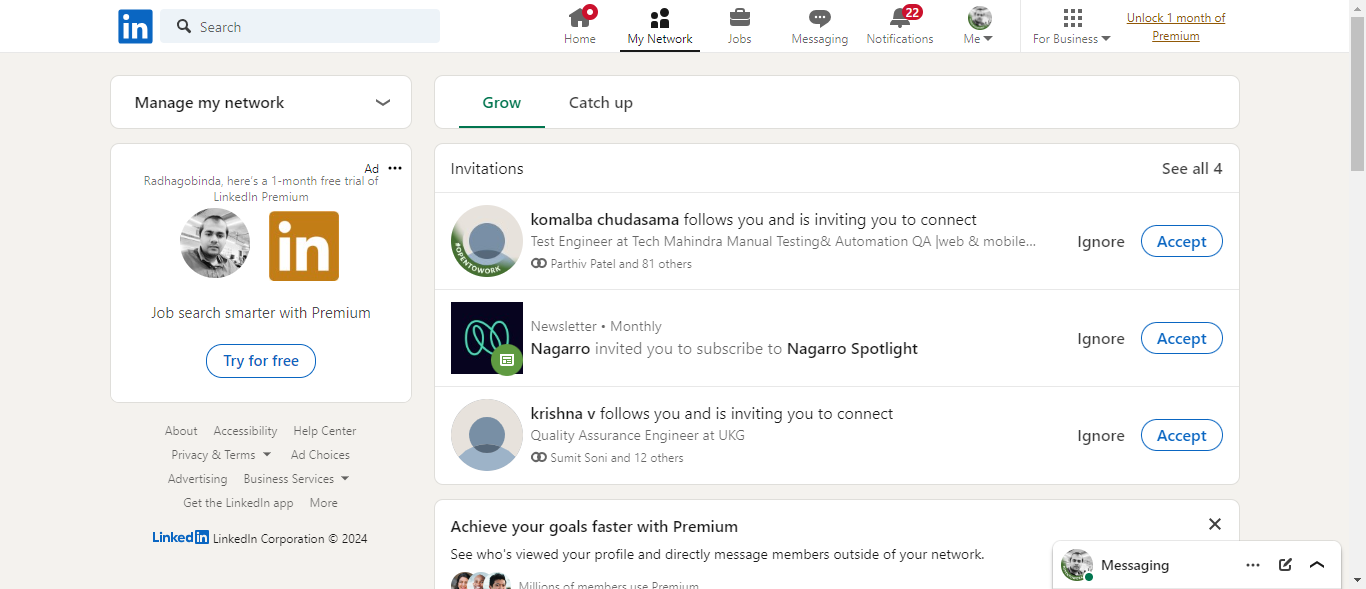 in
Search
Home
My Network
Jobs
Messaging
22
Notifications
Me
For Business
Unlock 1 month of
Premium
Manage my network
Grow
Catch up
Ad
Radhagobinda, here's a 1-month free trial of
LinkedIn Premium
in
Job search smarter with Premium
Try for free
About Accessibility Help Center
Privacy & Terms Ad Choices
Advertising Business Services
Get the LinkedIn app More
LinkedIn LinkedIn Corporation © 2024
Invitations
See all 4
#OPENTOWORK
komalba chudasama follows you and is inviting you to connect
Test Engineer at Tech Mahindra Manual Testing& Automation QA |web & mobile...
Parthiv Patel and 81 others
Ignore
Accept
Newsletter • Monthly
Nagarro invited you to subscribe to Nagarro Spotlight
Ignore
Accept
krishna v follows you and is inviting you to connect
Quality Assurance Engineer at UKG
Sumit Soni and 12 others
Ignore
Accept
Achieve your goals faster with Premium
See who's viewed your profile and directly message members outside of your network.
Millions of members use Premium
Messaging